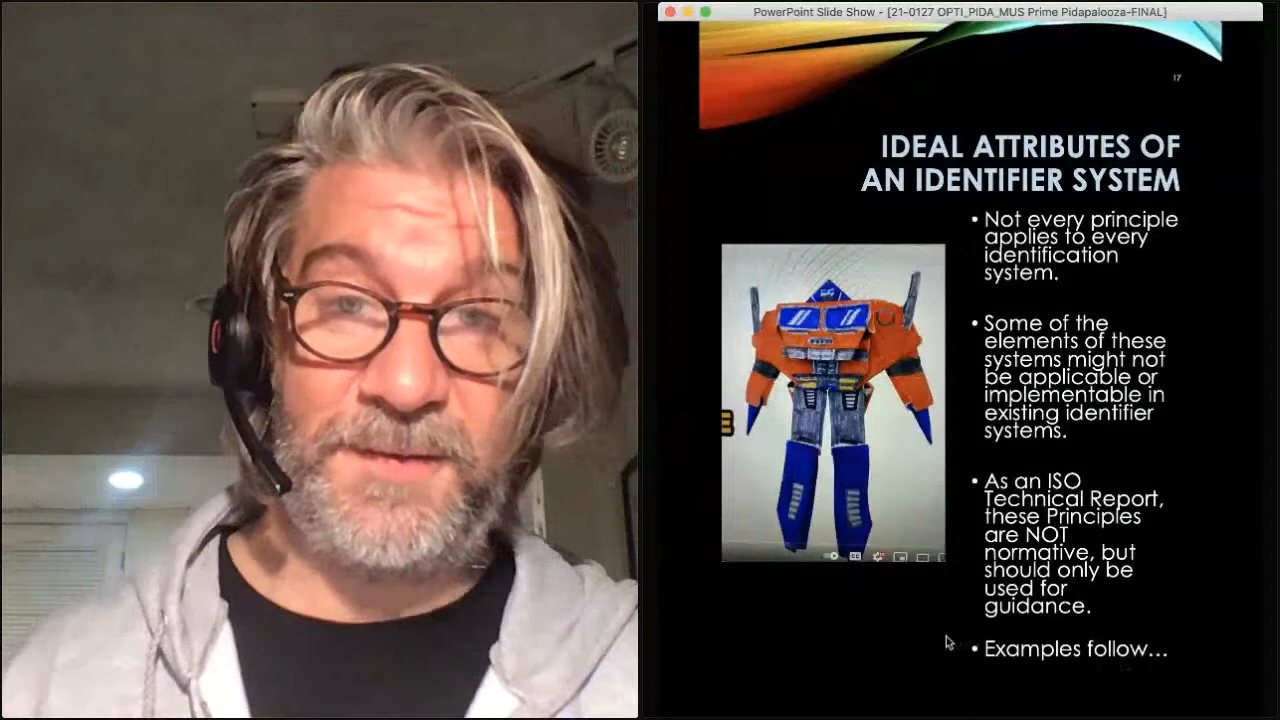 PowerPoint Slide Show - [21-0127 OPTI_PIDA_MUS Prime Pidapalooza-FINAL]
17
IDEAL ATTRIBUTES OF
AN IDENTIFIER SYSTEM
• Not every principle
applies to every
identification
system.
• Some of the
elements of these
systems might not
be applicable or
implementable in
existing identifier
systems.
• As an ISO
Technical Report,
these Principles
are NOT
normative, but
should only be
used for
guidance.
• Examples follow...